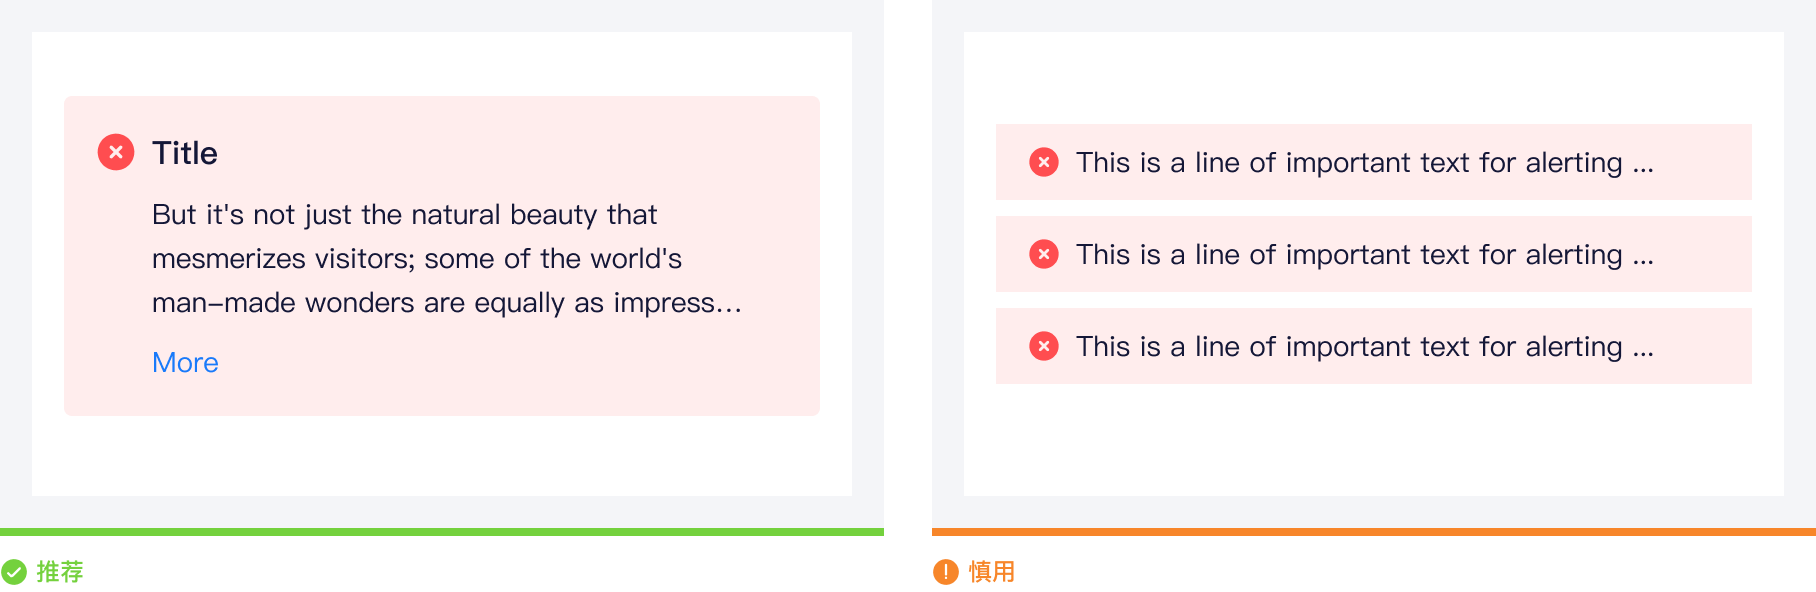 Title
But it's not just the natural beauty that
mesmerizes visitors; some of the world's
man-made wonders are equally as impress...
More
推荐
This is a line of important text for alerting ...
This is a line of important text for alerting ...
This is a line of important text for alerting ...
慎用